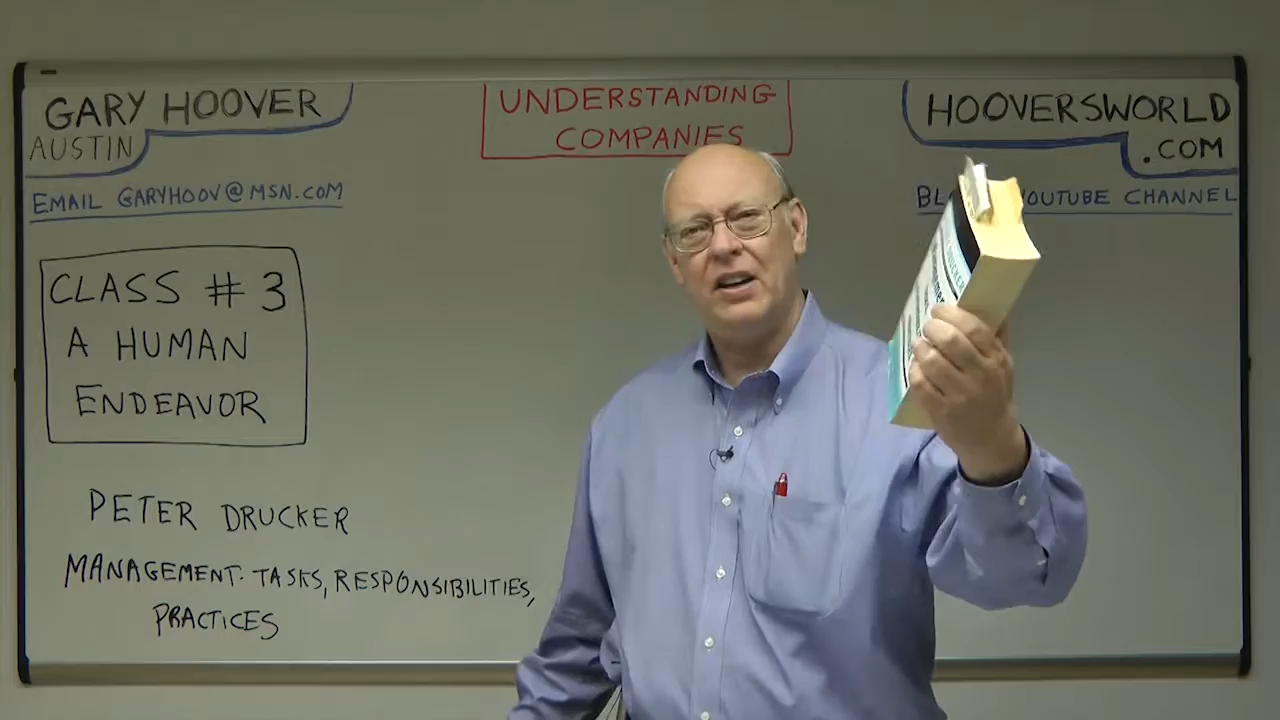 GARY HOOVER
AUSTIN
EMAIL GARYHOOV@MSN.COM
UNDERSTANDING
COMPANIES
HOOVERSWORLD
.COM
YOUTUBE CHANNEL
CLASS # 3
A HUMAN
ENDEAVOR
PETER DRUCKER
MANAGEMENT: TASKS, RESPONSIBILITIES,
PRACTICES